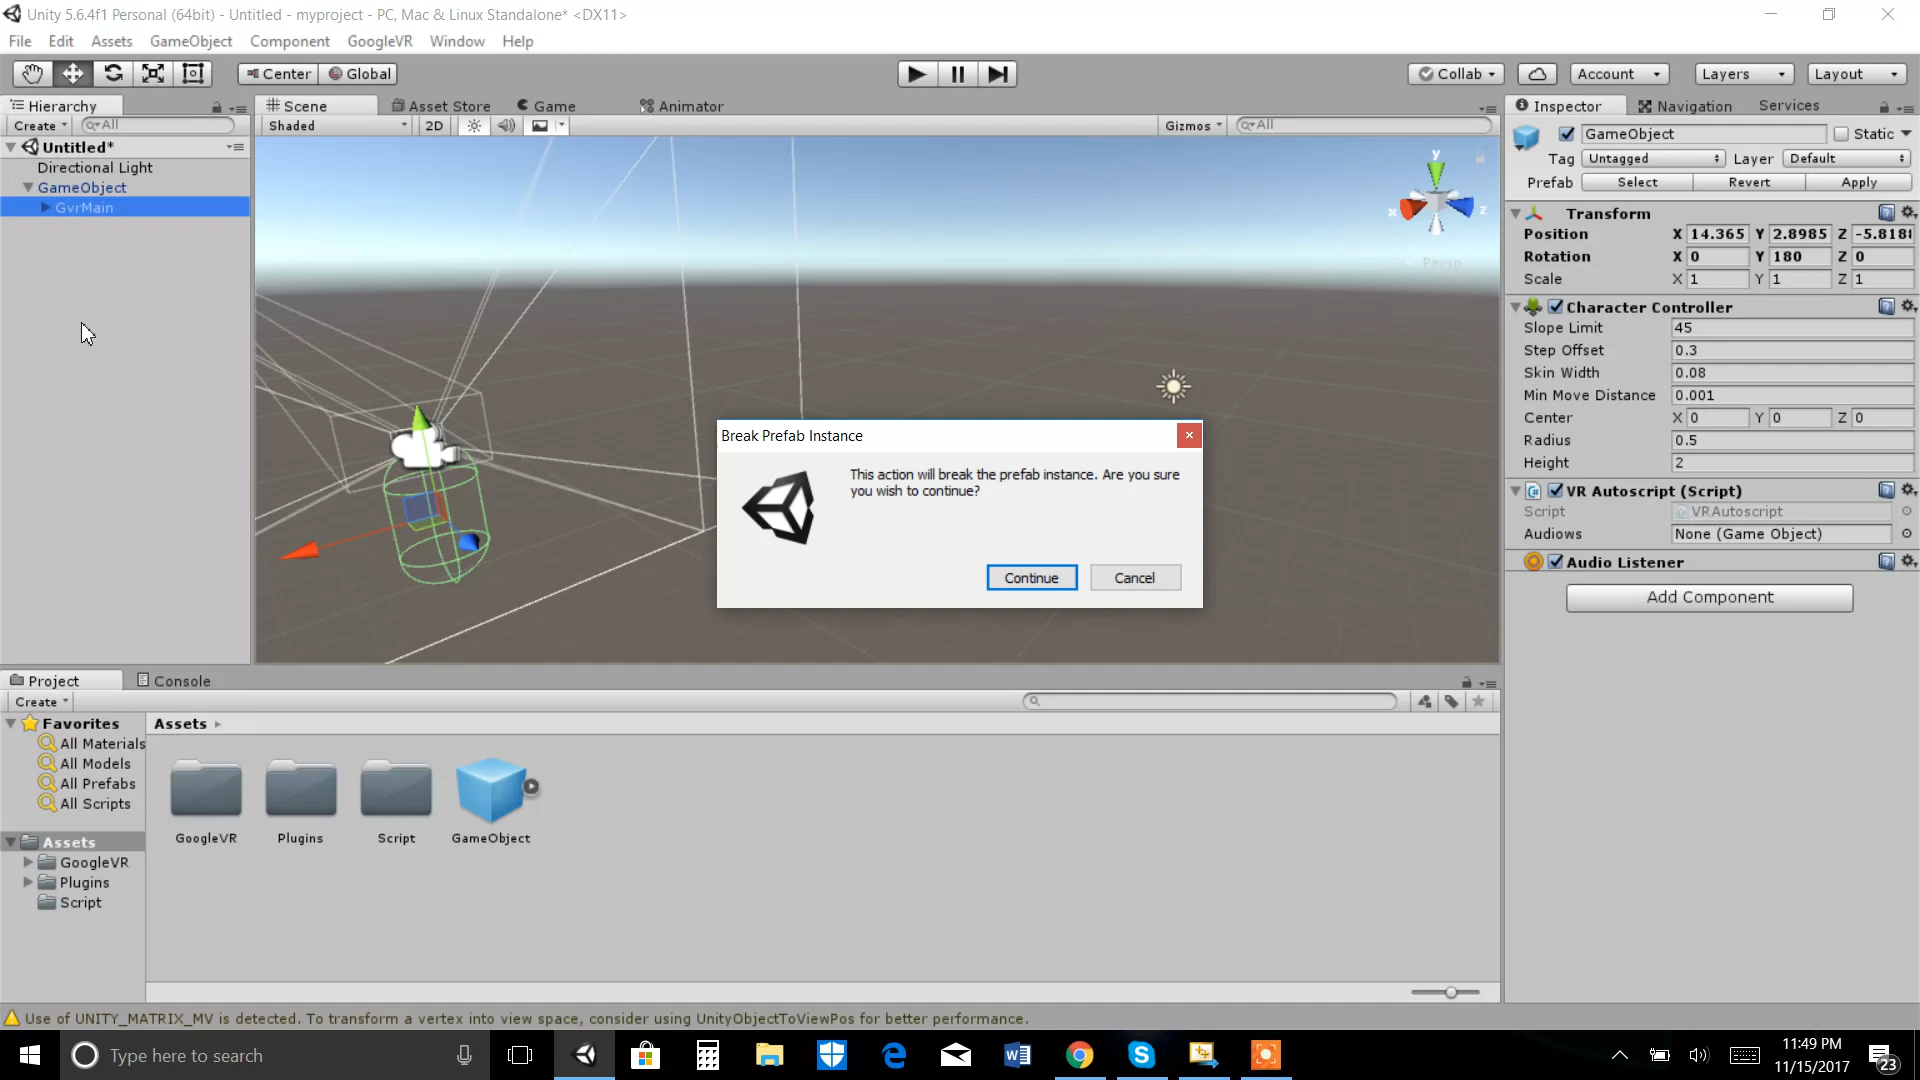 Unity 5.6.4f1 Personal (64bit) - Untitled - myproject - PC, Mac & Linux Standalone* <DX11>
File Edit Assets GameObject Component GoogleVR Window Help
Center Global
Collab Account Layers Layout
Hierarchy
Create All
Untitled*
Directional Light
GameObject
GvrMain
Scene Asset Store Game Animator
Shaded 2D Gizmos All
y
x z
Persp
Break Prefab Instance
This action will break the prefab instance. Are you sure
you wish to continue?
Continue Cancel
Inspector Navigation Services
GameObject Static
Tag Untagged Layer Default
Prefab Select Revert Apply
Transform
Position X 14.365 Y 2.8985 Z -5.818
Rotation X 0 Y 180 Z 0
Scale X 1 Y 1 Z 1
Character Controller
Slope Limit 45
Step Offset 0.3
Skin Width 0.08
Min Move Distance 0.001
Center X 0 Y 0 Z 0
Radius 0.5
Height 2
VR Autoscript (Script)
Script VRAutoscript
Audiows None (Game Object)
Audio Listener
Add Component
Project Console
Create
Favorites
All Materials
All Models
All Prefabs
All Scripts
Assets
GoogleVR
Plugins
Script
Assets
GoogleVR Plugins Script GameObject
Use of UNITY_MATRIX_MV is detected. To transform a vertex into view space, consider using UnityObjectToViewPos for better performance.
Type here to search
11:49 PM
11/15/2017
23